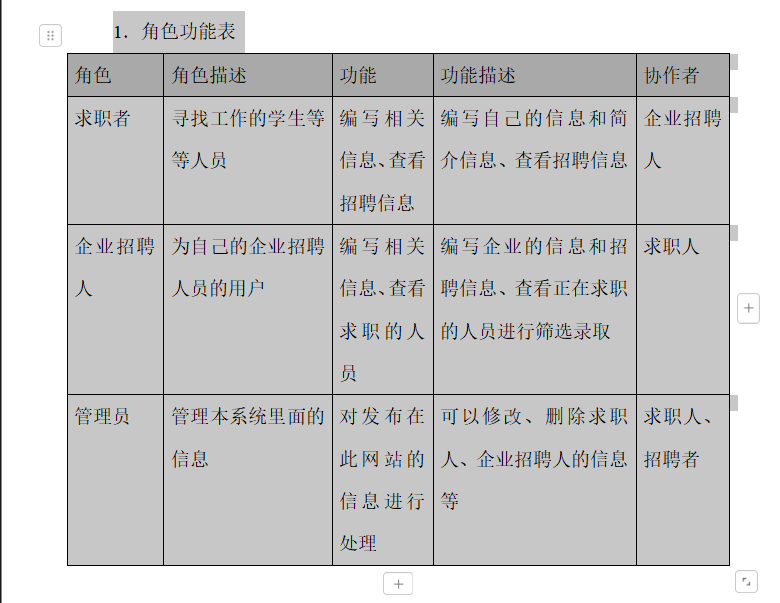 1. 角色功能表
角色 角色描述 功能 功能描述 协作者
求职者 寻找工作的学生等 编写相关 编写自己的信息和简 企业招聘
等人员 信息、查看 介信息、查看招聘信息 人
招聘信息
企业招聘 为自己的企业招聘 编写相关 编写企业的信息和招 求职人
人 人员的用户 信息、查看 聘信息、查看正在求职
求职的人 的人员进行筛选录取
员
管理员 管理本系统里面的 对发布在 可以修改、删除求职 求职人、
信息 此网站的 人、企业招聘人的信息 招聘者
信息进行 等
处理